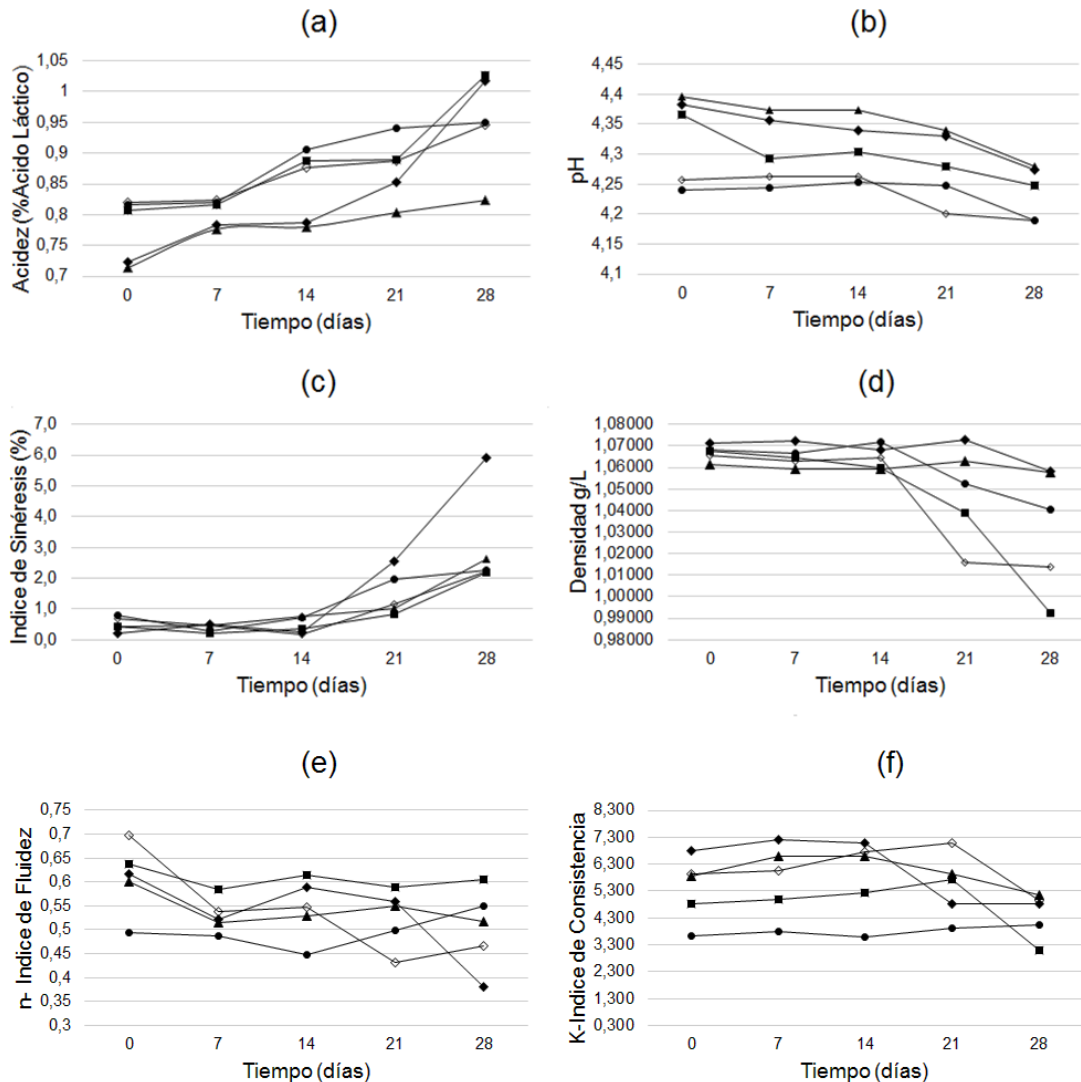 (a)
Acidez (%Acido Láctico)
1,05
1
0,95
0,9
0,85
0,8
0,75
0,7
0 7 14 21 28
Tiempo (días)
(b)
pH
4,45
4,4
4,35
4,3
4,25
4,2
4,15
4,1
0 7 14 21 28
Tiempo (días)
(c)
Indice de Sinéresis (%)
7,0
6,0
5,0
4,0
3,0
2,0
1,0
0,0
0 7 14 21 28
Tiempo (días)
(d)
Densidad g/L
1,08000
1,07000
1,06000
1,05000
1,04000
1,03000
1,02000
1,01000
1,00000
0,99000
0,98000
0 7 14 21 28
Tiempo (días)
(e)
n- Indice de Fluidez
0,75
0,7
0,65
0,6
0,55
0,5
0,45
0,4
0,35
0,3
0 7 14 21 28
Tiempo (días)
(f)
K-Indice de Consistencia
8,300
7,300
6,300
5,300
4,300
3,300
2,300
1,300
0,300
0 7 14 21 28
Tiempo (días)